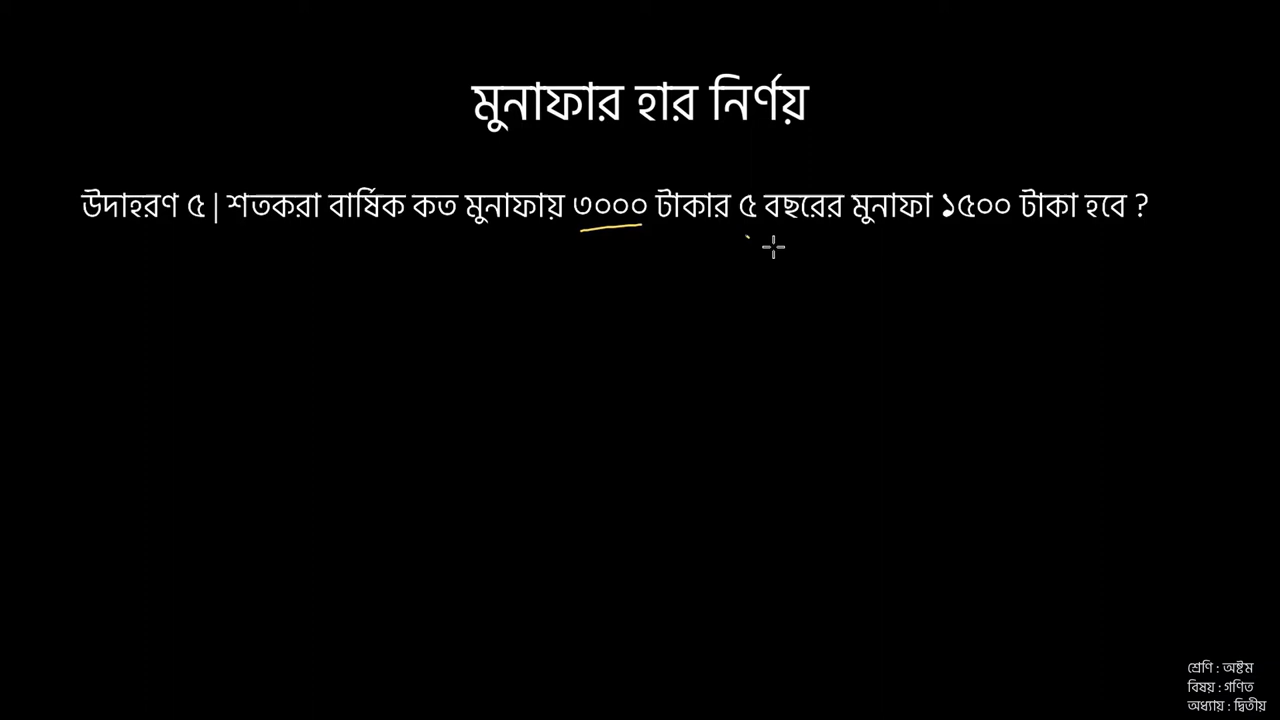 মুনাফার হার নির্ণয়
উদাহরণ ৫ | শতকরা বার্ষিক কত মুনাফায় ৩০০০ টাকার ৫ বছরের মুনাফা ১৫০০ টাকা হবে ?
শ্রেণি : অষ্টম
বিষয় : গণিত
অধ্যায় : দ্বিতীয়